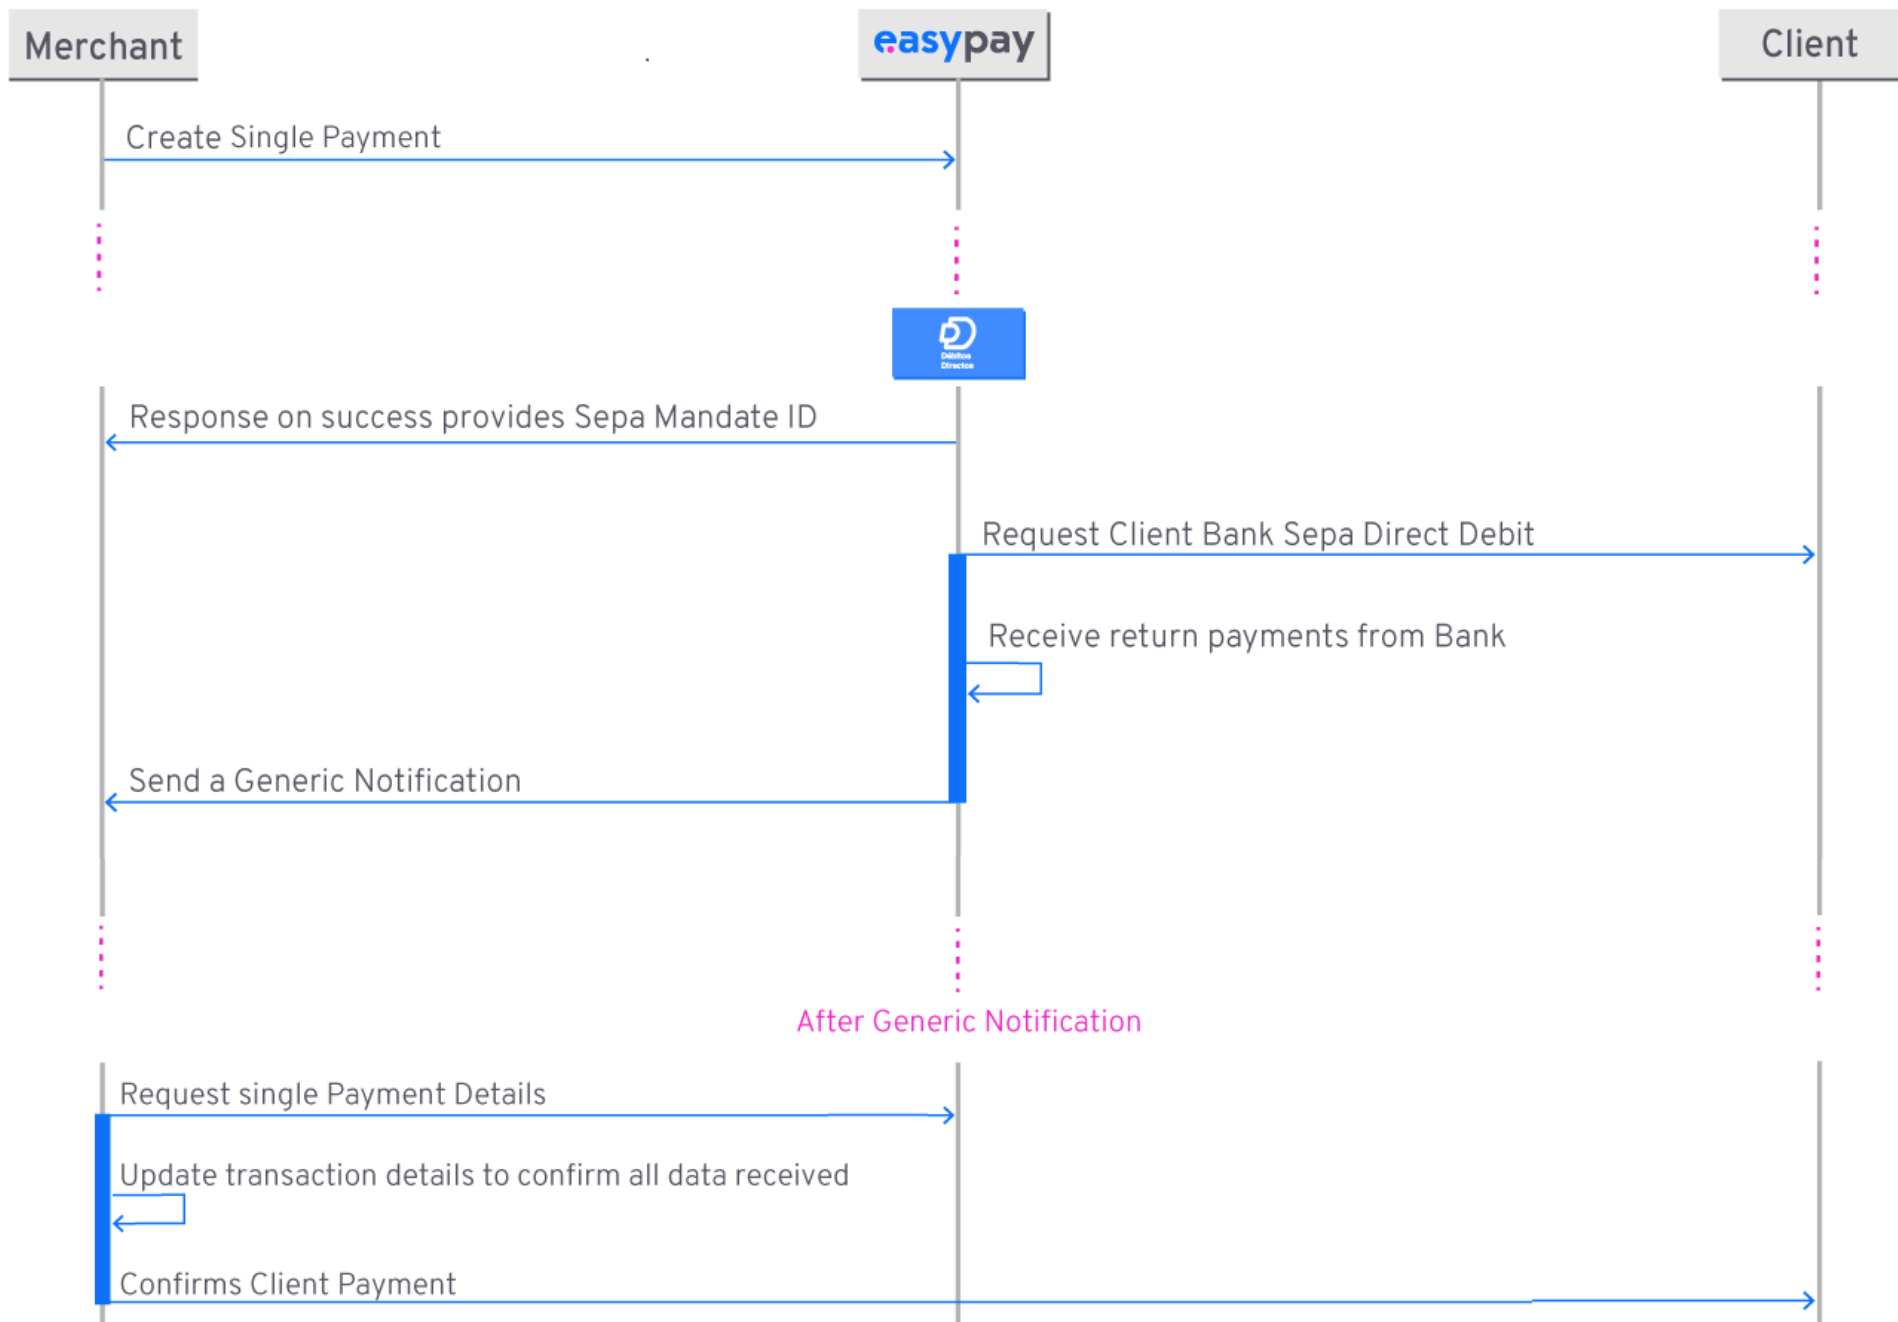 Merchant
easypay
Client
Create Single Payment
Débitos
Directos
Response on success provides Sepa Mandate ID
Request Client Bank Sepa Direct Debit
Receive return payments from Bank
Send a Generic Notification
After Generic Notification
Request single Payment Details
Update transaction details to confirm all data received
Confirms Client Payment